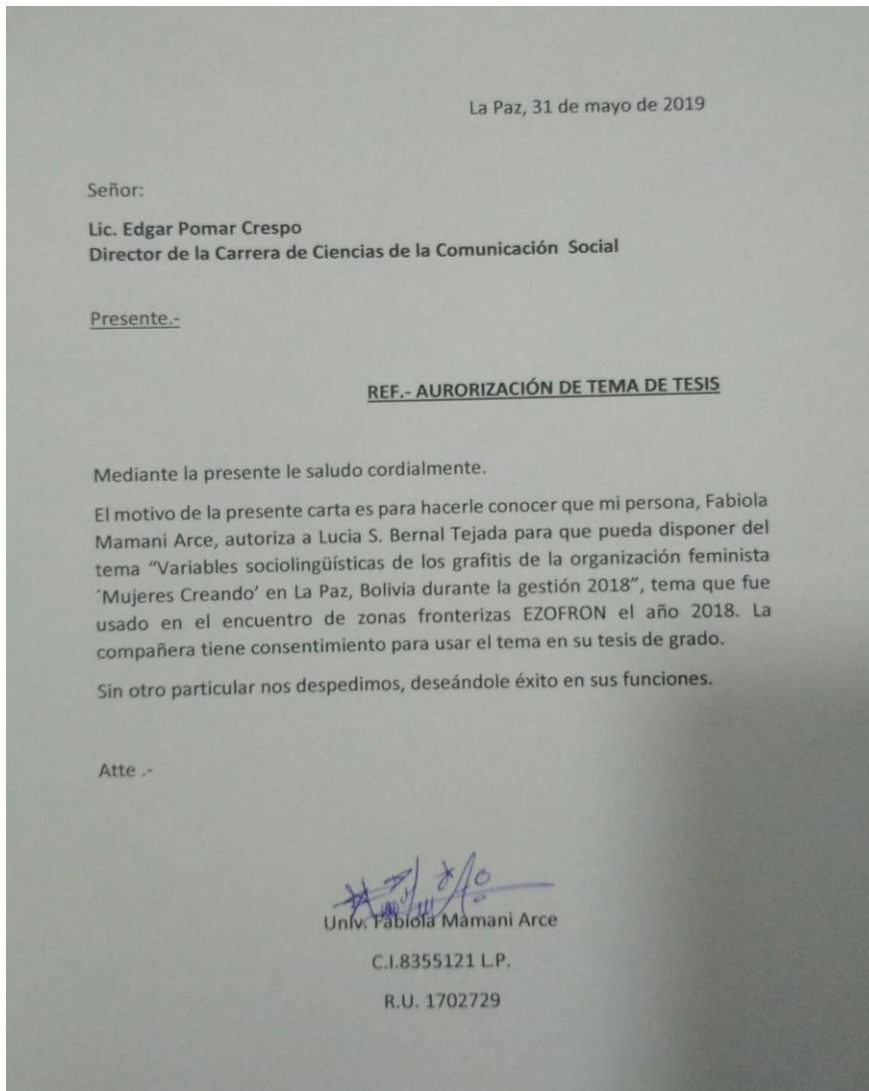 La Paz, 31 de mayo de 2019
Señor:
Lic. Edgar Pomar Crespo
Director de la Carrera de Ciencias de la Comunicación Social
Presente.-
REF.- AURORIZACIÓN DE TEMA DE TESIS
Mediante la presente le saludo cordialmente.
El motivo de la presente carta es para hacerle conocer que mi persona, Fabiola
Mamani Arce, autoriza a Lucia S. Bernal Tejada para que pueda disponer del
tema “Variables sociolingüísticas de los grafitis de la organización feminista
´Mujeres Creando’ en La Paz, Bolivia durante la gestión 2018”, tema que fue
usado en el encuentro de zonas fronterizas EZOFRON el año 2018. La
compañera tiene consentimiento para usar el tema en su tesis de grado.
Sin otro particular nos despedimos, deseándole éxito en sus funciones.
Atte .-
Univ. Fabiola Mamani Arce
C.I.8355121 L.P.
R.U. 1702729